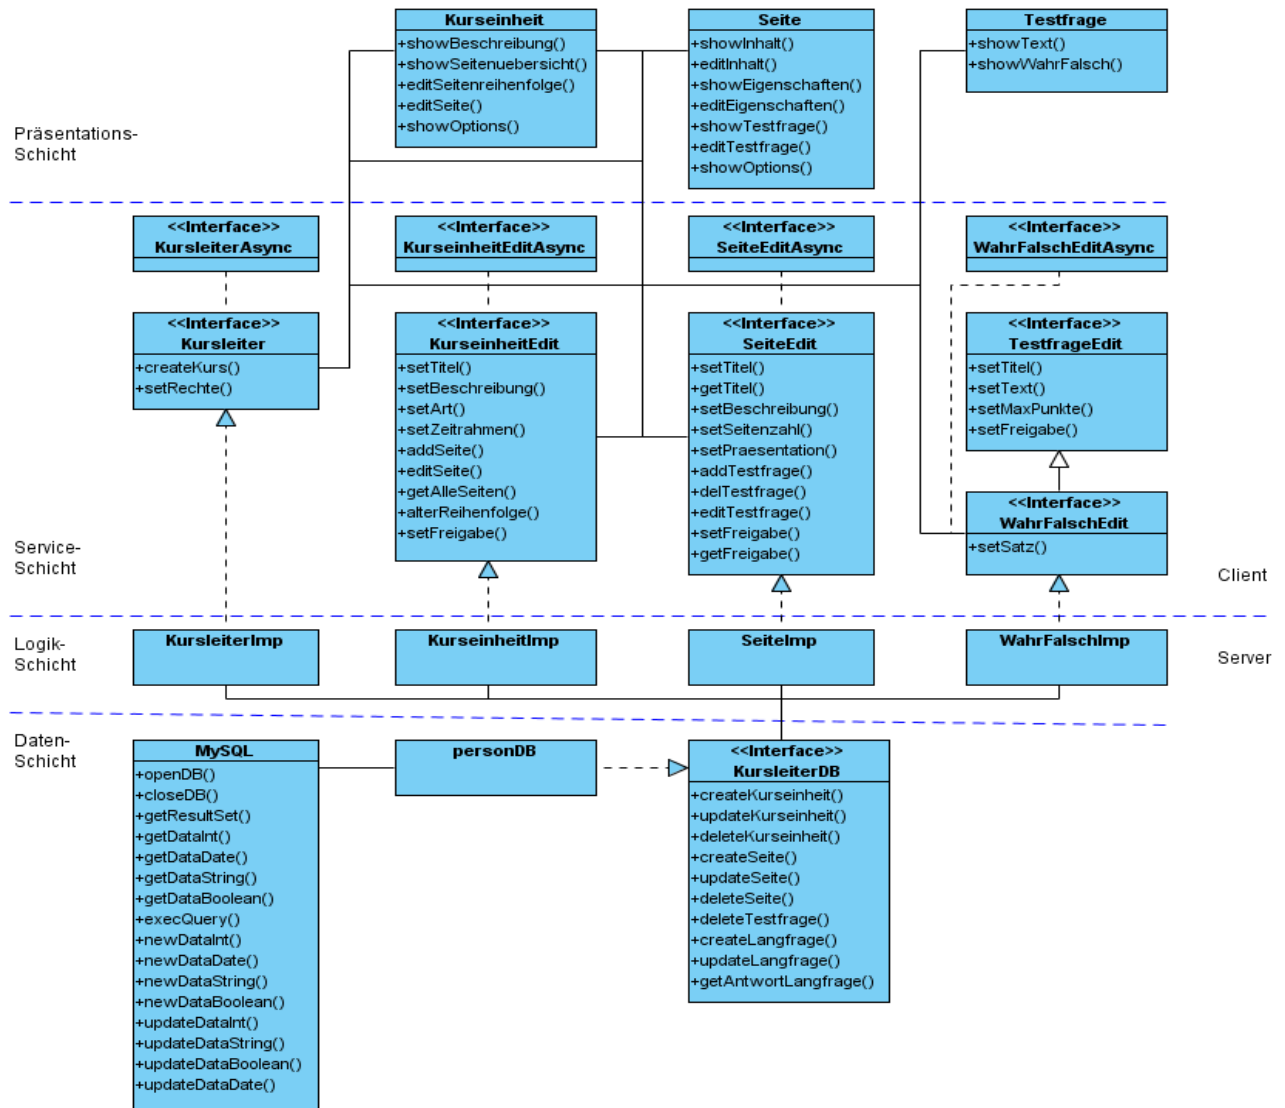 Präsentations-
Schicht
Kurseinheit
+showBeschreibung()
+showSeitenuebersicht()
+editSeitenreihenfolge()
+editSeite()
+showOptions()
Seite
+showInhalt()
+editInhalt()
+showEigenschaften()
+editEigenschaften()
+showTestfrage()
+editTestfrage()
+showOptions()
Testfrage
+showText()
+showWahrFalsch()
<<Interface>>
KursleiterAsync
<<Interface>>
KurseinheitEditAsync
<<Interface>>
SeiteEditAsync
<<Interface>>
WahrFalschEditAsync
<<Interface>>
Kursleiter
+createKurs()
+setRechte()
<<Interface>>
KurseinheitEdit
+setTitel()
+setBeschreibung()
+setArt()
+setZeitrahmen()
+addSeite()
+editSeite()
+getAlleSeiten()
+alterReihenfolge()
+setFreigabe()
<<Interface>>
SeiteEdit
+setTitel()
+getTitel()
+setBeschreibung()
+setSeitenzahl()
+setPraesentation()
+addTestfrage()
+delTestfrage()
+editTestfrage()
+setFreigabe()
+getFreigabe()
<<Interface>>
TestfrageEdit
+setTitel()
+setText()
+setMaxPunkte()
+setFreigabe()
<<Interface>>
WahrFalschEdit
+setSatz()
Service-
Schicht
Client
Logik-
Schicht
KursleiterImp
KurseinheitImp
SeiteImp
WahrFalschImp
Server
Daten-
Schicht
MySQL
+openDB()
+closeDB()
+getResultSet()
+getDataInt()
+getDataDate()
+getDataString()
+getDataBoolean()
+execQuery()
+newDataInt()
+newDataDate()
+newDataString()
+newDataBoolean()
+updateDataInt()
+updateDataString()
+updateDataBoolean()
+updateDataDate()
personDB
<<Interface>>
KursleiterDB
+createKurseinheit()
+updateKurseinheit()
+deleteKurseinheit()
+createSeite()
+updateSeite()
+deleteSeite()
+deleteTestfrage()
+createLangfrage()
+updateLangfrage()
+getAntwortLangfrage()